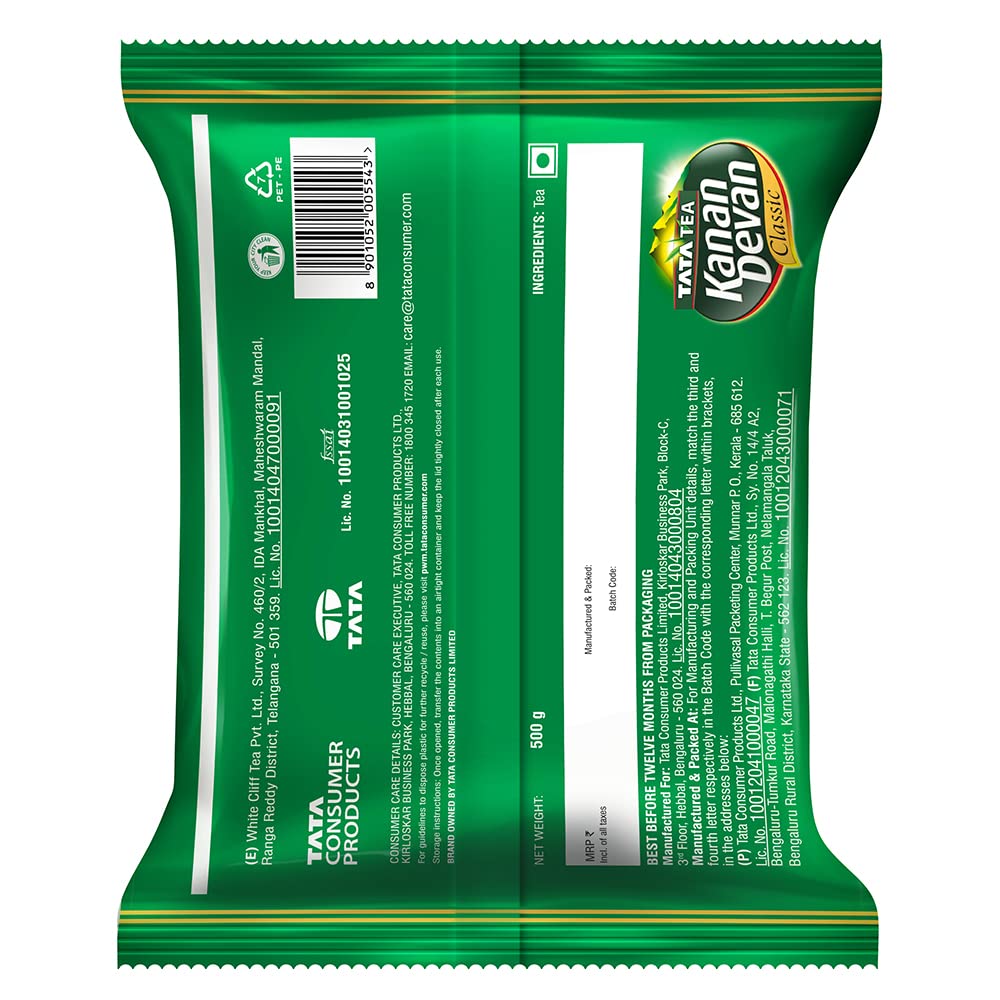 (E) White Cliff Tea Pvt. Ltd., Survey No. 460/2, IDA Mankhal, Maheshwaram Mandal,
Ranga Reddy District, Telangana - 501 359. Lic. No. 10014047000091
KEEP YOUR CITY CLEAN
7
PET - PE
8 901052 005543 >
TATA
CONSUMER
PRODUCTS
TATA
fssai
Lic. No. 10014031001025
CONSUMER CARE DETAILS: CUSTOMER CARE EXECUTIVE, TATA CONSUMER PRODUCTS LTD.,
KIRLOSKAR BUSINESS PARK, HEBBAL, BENGALURU - 560 024. TOLL FREE NUMBER: 1800 345 1720 EMAIL: care@tataconsumer.com
For guidelines to dispose plastic for further recycle / reuse, please visit pwm.tataconsumer.com
Storage instructions: Once opened, transfer the contents into an airtight container and keep the lid tightly closed after each use.
BRAND OWNED BY TATA CONSUMER PRODUCTS LIMITED
NET WEIGHT: 500 g
INGREDIENTS: Tea
MRP ₹
Incl. of all taxes
Manufactured & Packed:
Batch Code:
BEST BEFORE TWELVE MONTHS FROM PACKAGING
Manufactured For: Tata Consumer Products Limited, Kirloskar Business Park, Block-C,
3rd Floor, Hebbal, Bengaluru - 560 024. Lic. No. 10014043000804
Manufactured & Packed At: For Manufacturing and Packing Unit details, match the third and
fourth letter respectively in the Batch Code with the corresponding letter within brackets,
in the addresses below:
(P) Tata Consumer Products Ltd., Pullivasal Packeting Center, Munnar P. O., Kerala - 685 612.
Lic. No. 10012041000047 (F) Tata Consumer Products Ltd., Sy. No. 14/4 A2,
Bengaluru-Tumkur Road, Malonagathi Halli, T. Begur Post, Nelamangala Taluk,
Bengaluru Rural District, Karnataka State - 562 123. Lic. No. 10012043000071
TATA TEA
Kanan
Devan
Classic